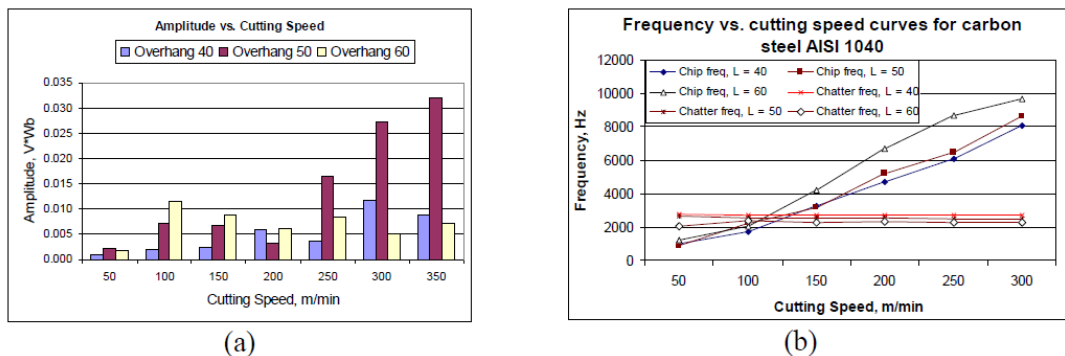 Amplitude vs. Cutting Speed
Overhang 40 Overhang 50 Overhang 60
0.035
0.030
0.025
0.020
0.015
0.010
0.005
0.000
Amplitude, V*Wb
50 100 150 200 250 300 350
Cutting Speed, m/min
(a)
Frequency vs. cutting speed curves for carbon
steel AISI 1040
12000
10000
8000
6000
4000
2000
0
Frequency, Hz
Chip freq, L = 40 Chip freq, L = 50
Chip freq, L = 60 Chatter freq, L = 40
Chatter freq, L = 50 Chatter freq, L = 60
50 100 150 200 250 300
Cutting Speed, m/min
(b)